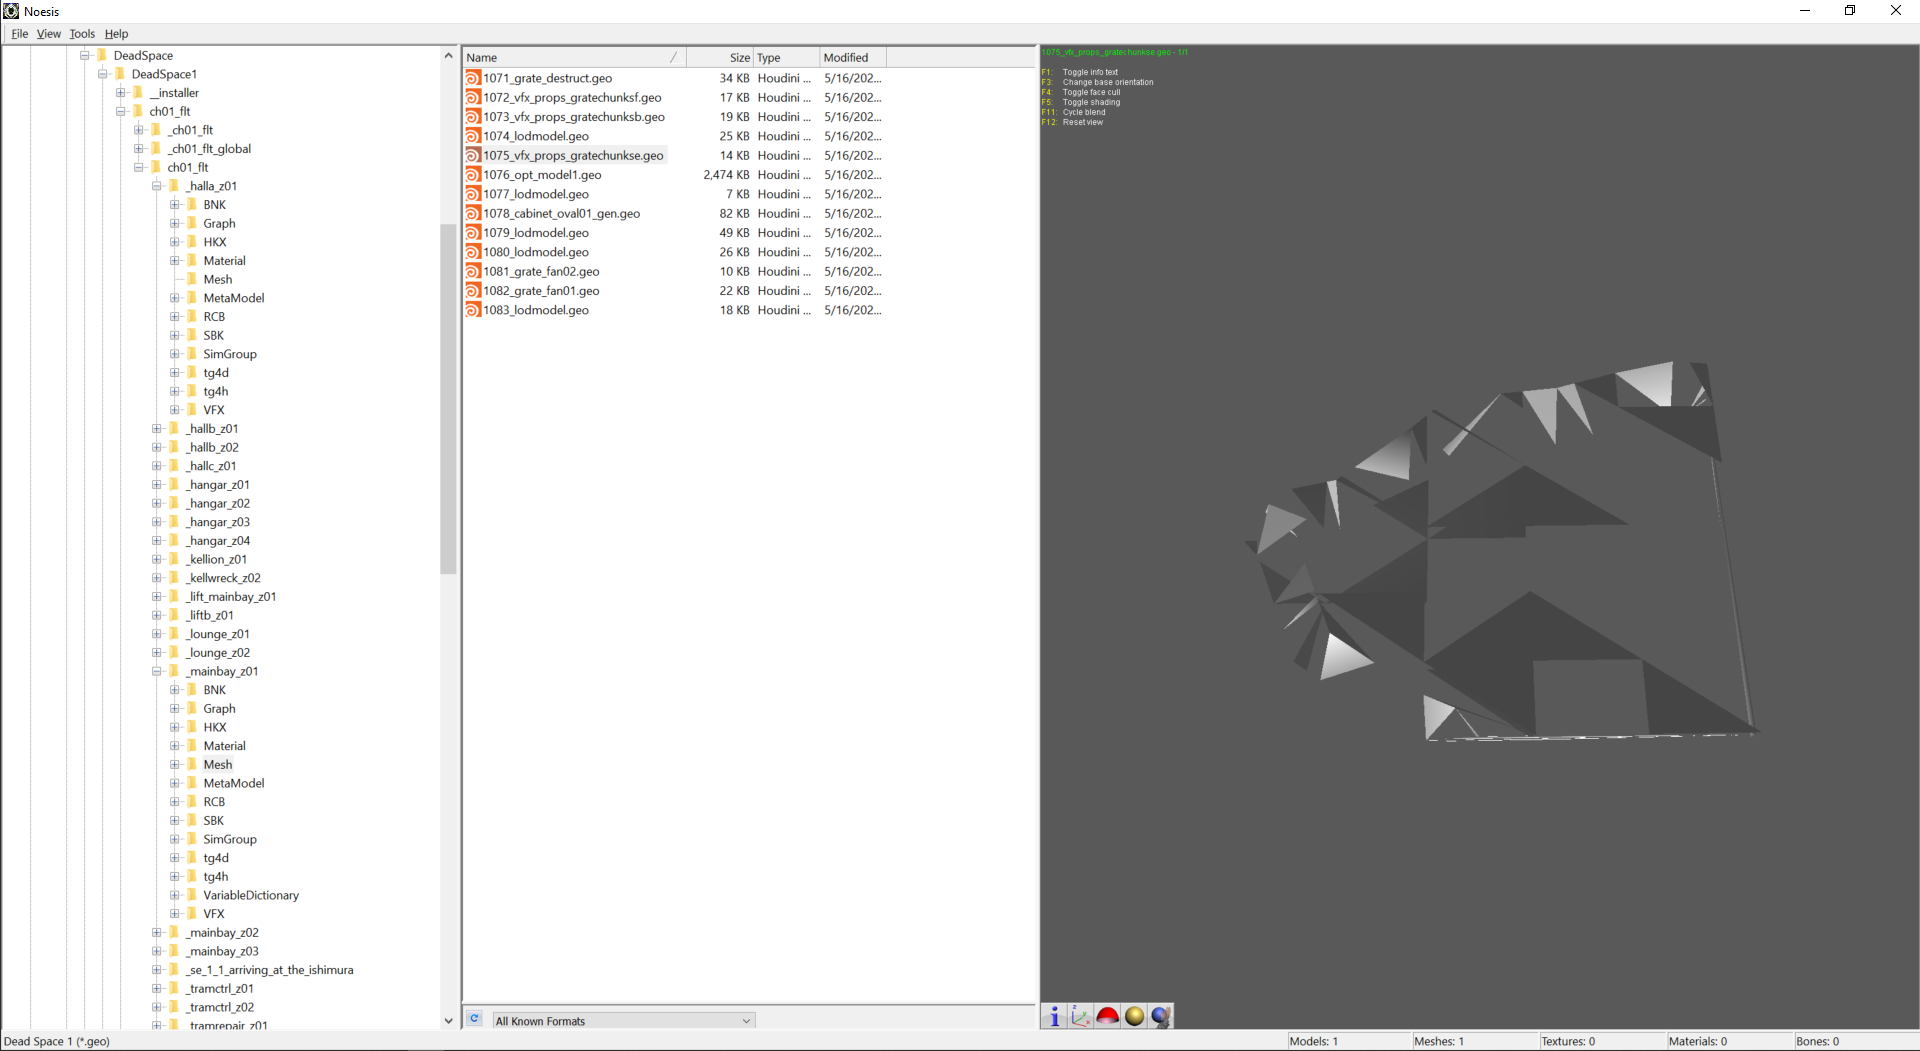 Noesis
File View Tools Help
DeadSpace
DeadSpace1
__installer
ch01_flt
_ch01_flt
_ch01_flt_global
ch01_flt
_halla_z01
BNK
Graph
HKX
Material
Mesh
MetaModel
RCB
SBK
SimGroup
tg4d
tg4h
VFX
_hallb_z01
_hallb_z02
_hallc_z01
_hangar_z01
_hangar_z02
_hangar_z03
_hangar_z04
_kellion_z01
_kellwreck_z02
_lift_mainbay_z01
_liftb_z01
_lounge_z01
_lounge_z02
_mainbay_z01
BNK
Graph
HKX
Material
Mesh
MetaModel
RCB
SBK
SimGroup
tg4d
tg4h
VariableDictionary
VFX
_mainbay_z02
_mainbay_z03
_se_1_1_arriving_at_the_ishimura
_tramctrl_z01
_tramctrl_z02
_tramrepair_z01
Name Size Type Modified
1071_grate_destruct.geo 34 KB Houdini ... 5/16/202...
1072_vfx_props_gratechunksf.geo 17 KB Houdini ... 5/16/202...
1073_vfx_props_gratechunksb.geo 19 KB Houdini ... 5/16/202...
1074_lodmodel.geo 25 KB Houdini ... 5/16/202...
1075_vfx_props_gratechunkse.geo 14 KB Houdini ... 5/16/202...
1076_opt_model1.geo 2,474 KB Houdini ... 5/16/202...
1077_lodmodel.geo 7 KB Houdini ... 5/16/202...
1078_cabinet_oval01_gen.geo 82 KB Houdini ... 5/16/202...
1079_lodmodel.geo 49 KB Houdini ... 5/16/202...
1080_lodmodel.geo 26 KB Houdini ... 5/16/202...
1081_grate_fan02.geo 10 KB Houdini ... 5/16/202...
1082_grate_fan01.geo 22 KB Houdini ... 5/16/202...
1083_lodmodel.geo 18 KB Houdini ... 5/16/202...
All Known Formats
1075_vfx_props_gratechunkse.geo - 1/1
F1: Toggle info text
F3: Change base orientation
F4: Toggle face cull
F5: Toggle shading
F11: Cycle blend
F12: Reset view
Dead Space 1 (*.geo) Models: 1 Meshes: 1 Textures: 0 Materials: 0 Bones: 0